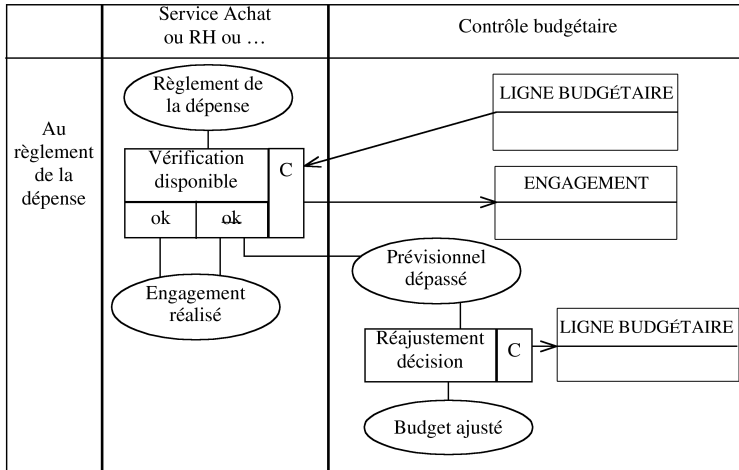 Service Achat
ou RH ou …
Contrôle budgétaire
Au
règlement
de la
dépense
Règlement de
la dépense
LIGNE BUDGÉTAIRE
Vérification
disponible
C
ENGAGEMENT
ok
ok
Prévisionnel
dépassé
Engagement
réalisé
LIGNE BUDGÉTAIRE
Réajustement
décision
C
Budget ajusté